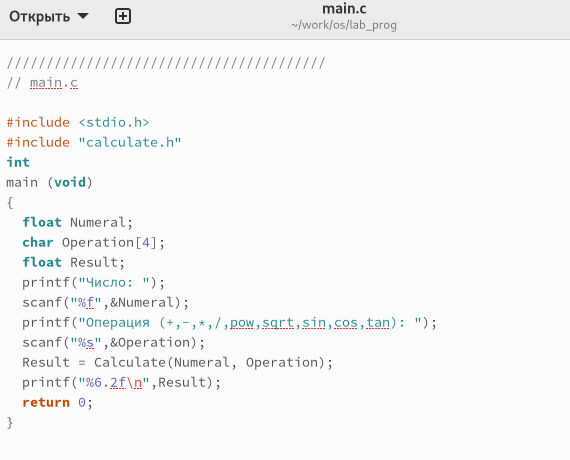 Открыть
main.c
~/work/os/lab_prog
////////////////////////////////////////
// main.c
#include <stdio.h>
#include "calculate.h"
int
main (void)
{
  float Numeral;
  char Operation[4];
  float Result;
  printf("Число: ");
  scanf("%f",&Numeral);
  printf("Операция (+,-,*,/,pow,sqrt,sin,cos,tan): ");
  scanf("%s",&Operation);
  Result = Calculate(Numeral, Operation);
  printf("%6.2f\n",Result);
  return 0;
}